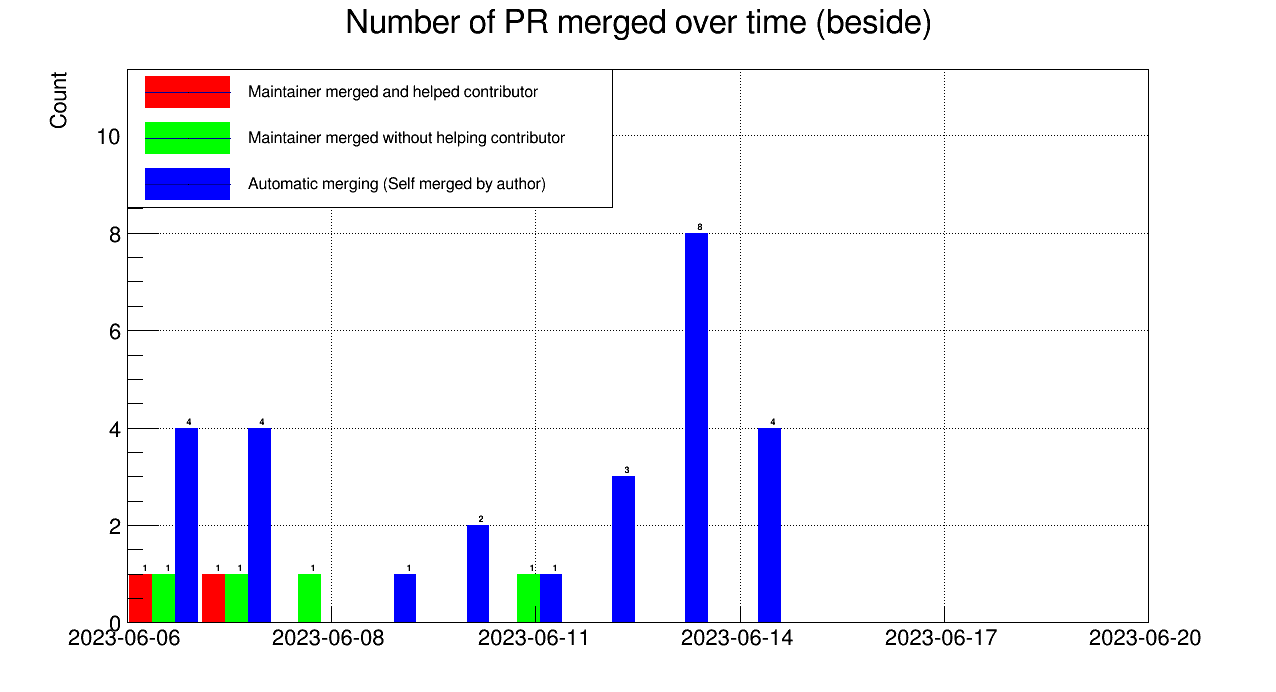 Number of PR merged over time (beside)
Count
Maintainer merged and helped contributor
Maintainer merged without helping contributor
Automatic merging (Self merged by author)
10
8
6
4
2
0
8
4 4 4
3
2
1 1 1 1 1 1 1 1
2023-06-06 2023-06-08 2023-06-11 2023-06-14 2023-06-17 2023-06-20